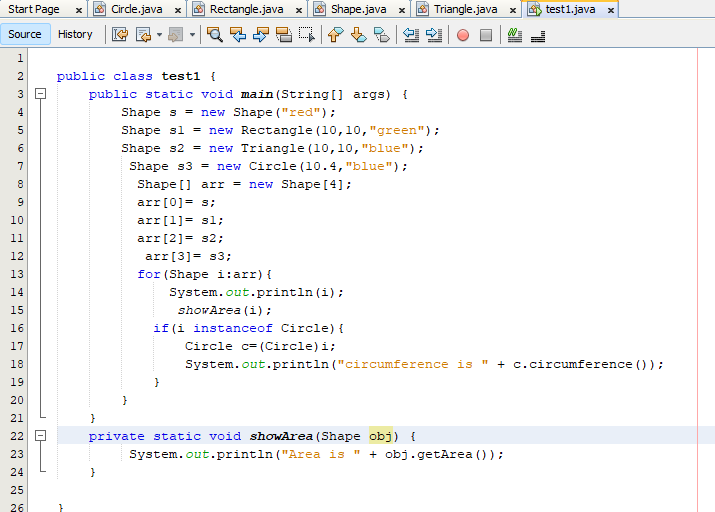 Start Page × Circle.java × Rectangle.java × Shape.java × Triangle.java × test1.java ×
Source History
1
2 public class test1 {
3 public static void main(String[] args) {
4 Shape s = new Shape("red");
5 Shape s1 = new Rectangle(10,10,"green");
6 Shape s2 = new Triangle(10,10,"blue");
7 Shape s3 = new Circle(10.4,"blue");
8 Shape[] arr = new Shape[4];
9 arr[0]= s;
10 arr[1]= s1;
11 arr[2]= s2;
12 arr[3]= s3;
13 for(Shape i:arr){
14 System.out.println(i);
15 showArea(i);
16 if(i instanceof Circle){
17 Circle c=(Circle)i;
18 System.out.println("circumference is " + c.circumference());
19 }
20 }
21 }
22 private static void showArea(Shape obj) {
23 System.out.println("Area is " + obj.getArea());
24 }
25
26 }